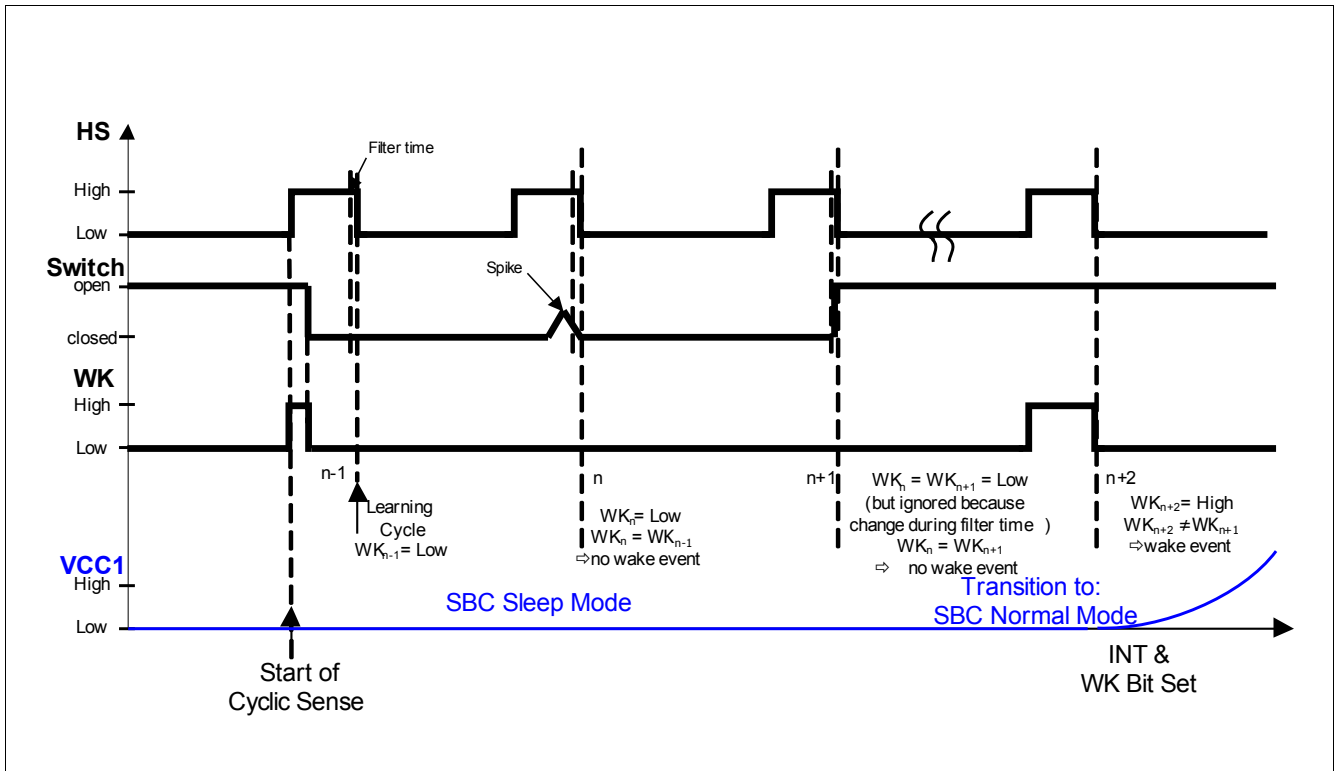 HS
Filter time
High
Low
Switch
open
Spike
closed
WK
High
Low
n-1
n
n+1
n+2
Learning
Cycle
WKn-1= Low
WKn= Low
WKn = WKn-1
⇨no wake event
WKn = WKn+1 = Low
(but ignored because
change during filter time )
WKn = WKn+1
⇨ no wake event
WKn+2= High
WKn+2 ≠WKn+1
⇨wake event
VCC1
High
Low
SBC Sleep Mode
Transition to:
SBC Normal Mode
Start of
Cyclic Sense
INT &
WK Bit Set